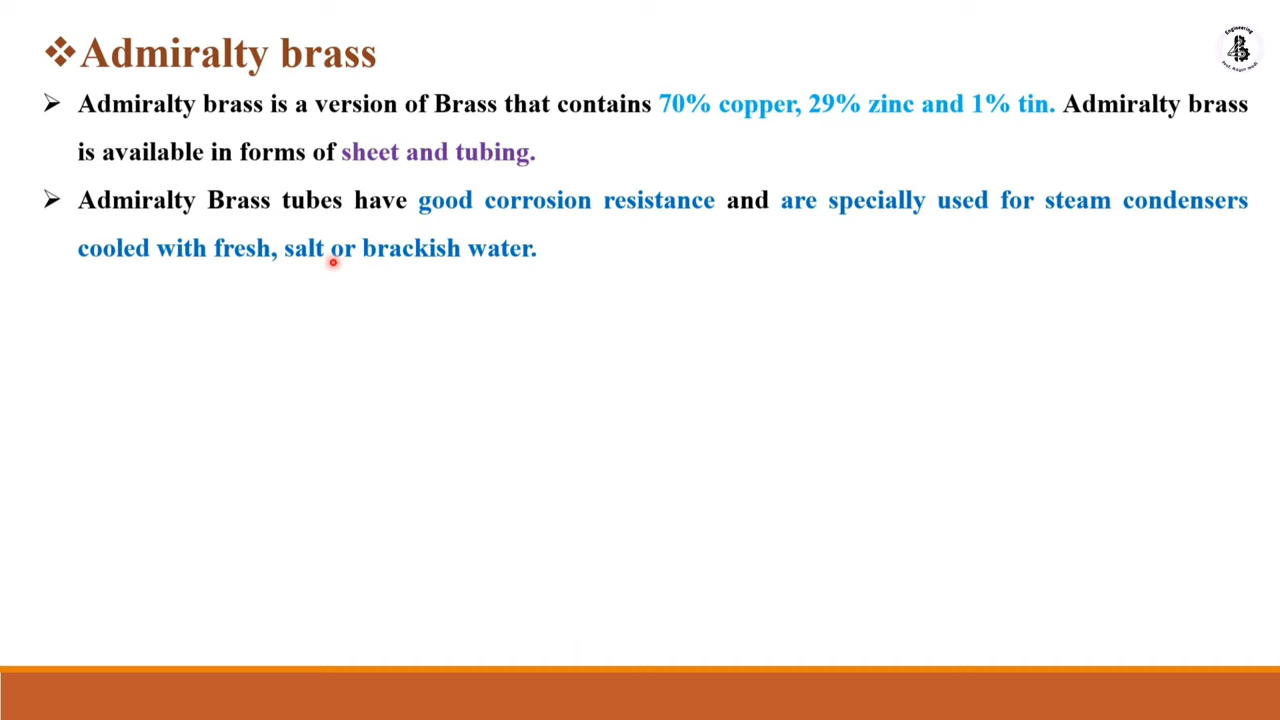 ❖Admiralty brass
➢ Admiralty brass is a version of Brass that contains 70% copper, 29% zinc and 1% tin. Admiralty brass
is available in forms of sheet and tubing.
➢ Admiralty Brass tubes have good corrosion resistance and are specially used for steam condensers
cooled with fresh, salt or brackish water.
Engineering